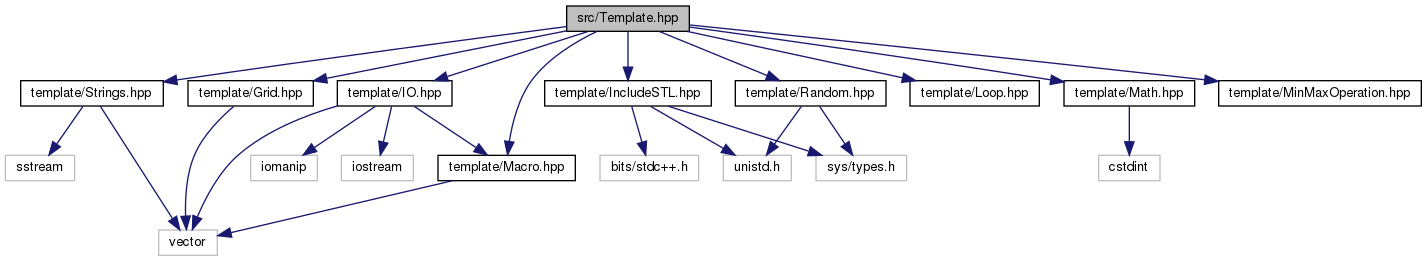 src/Template.hpp
template/Strings.hpp
template/Grid.hpp
template/IO.hpp
template/IncludeSTL.hpp
template/Random.hpp
template/Loop.hpp
template/Math.hpp
template/MinMaxOperation.hpp
sstream
iomanip
iostream
template/Macro.hpp
bits/stdc++.h
unistd.h
sys/types.h
cstdint
vector